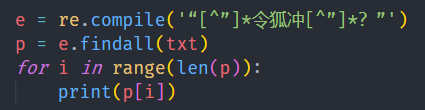 e = re.compile('“[^”]*令狐冲[^”]*? ”')
p = e.findall(txt)
for i in range(len(p)):
    print(p[i])